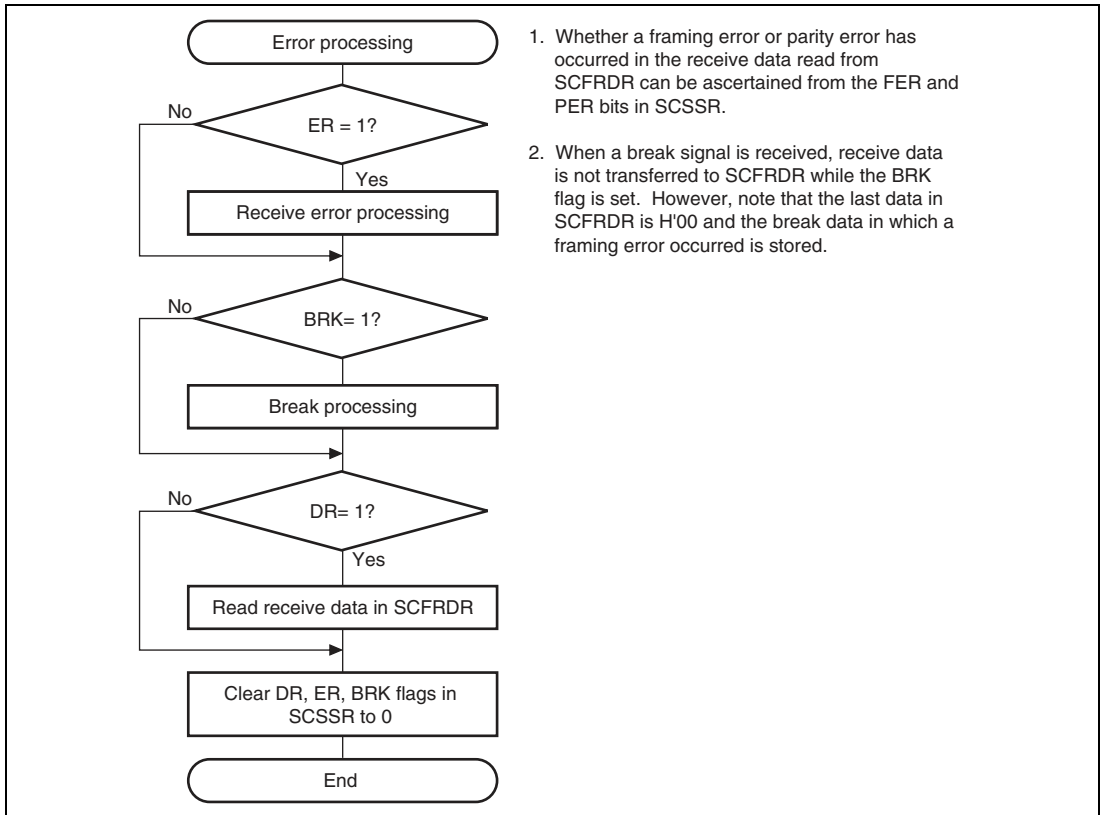 Error processing
No
ER = 1?
Yes
Receive error processing
No
BRK= 1?
Break processing
No
DR= 1?
Yes
Read receive data in SCFRDR
Clear DR, ER, BRK flags in
SCSSR to 0
End
1. Whether a framing error or parity error has
occurred in the receive data read from
SCFRDR can be ascertained from the FER and
PER bits in SCSSR.
2. When a break signal is received, receive data
is not transferred to SCFRDR while the BRK
flag is set. However, note that the last data in
SCFRDR is H'00 and the break data in which a
framing error occurred is stored.